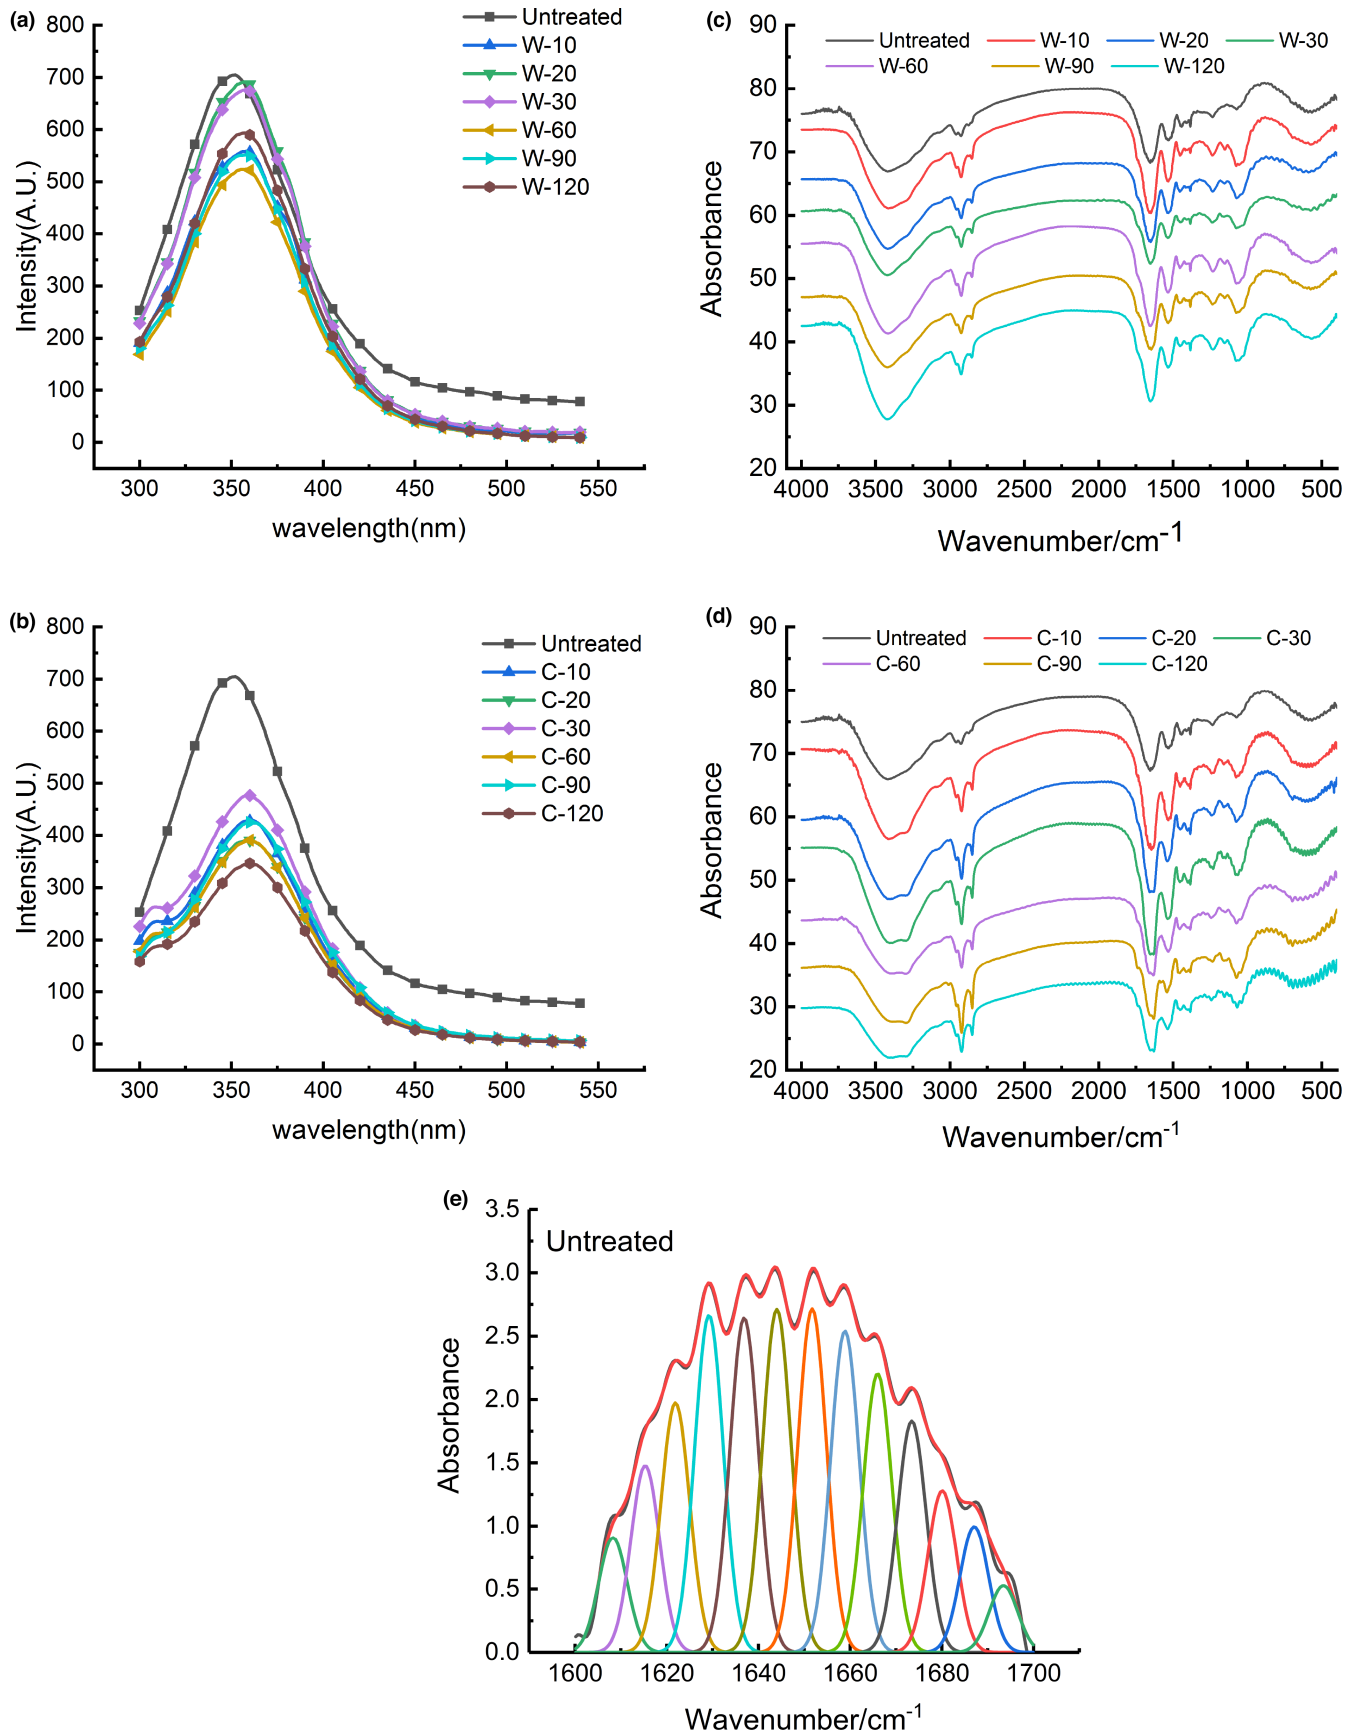 (a)
800
700
600
500
400
300
200
100
0
Intensity(A.U.)
300 350 400 450 500 550
wavelength(nm)
Untreated
W-10
W-20
W-30
W-60
W-90
W-120
(c)
90
80
70
60
50
40
30
20
Absorbance
Untreated W-10 W-20 W-30
W-60 W-90 W-120
4000 3500 3000 2500 2000 1500 1000 500
Wavenumber/cm-1
(b)
800
700
600
500
400
300
200
100
0
Intensity(A.U.)
300 350 400 450 500 550
wavelength(nm)
Untreated
C-10
C-20
C-30
C-60
C-90
C-120
(d)
90
80
70
60
50
40
30
20
Absorbance
Untreated C-10 C-20 C-30
C-60 C-90 C-120
4000 3500 3000 2500 2000 1500 1000 500
Wavenumber/cm-1
(e)
3.5
3.0
2.5
2.0
1.5
1.0
0.5
0.0
Absorbance
Untreated
1600 1620 1640 1660 1680 1700
Wavenumber/cm-1